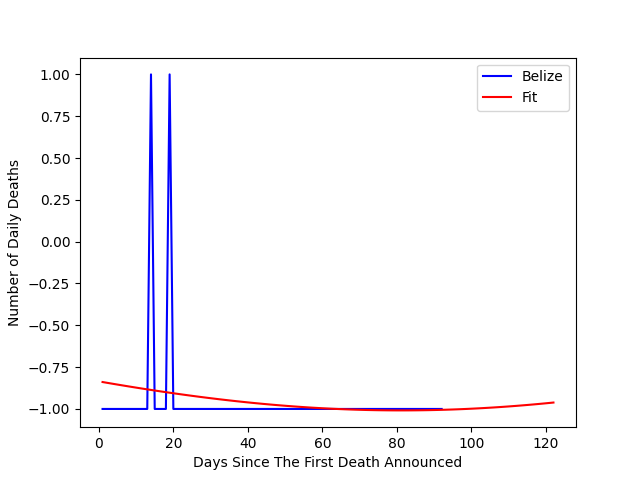 Belize
Fit
1.00
0.75
0.50
0.25
0.00
−0.25
−0.50
−0.75
−1.00
Number of Daily Deaths
0 20 40 60 80 100 120
Days Since The First Death Announced